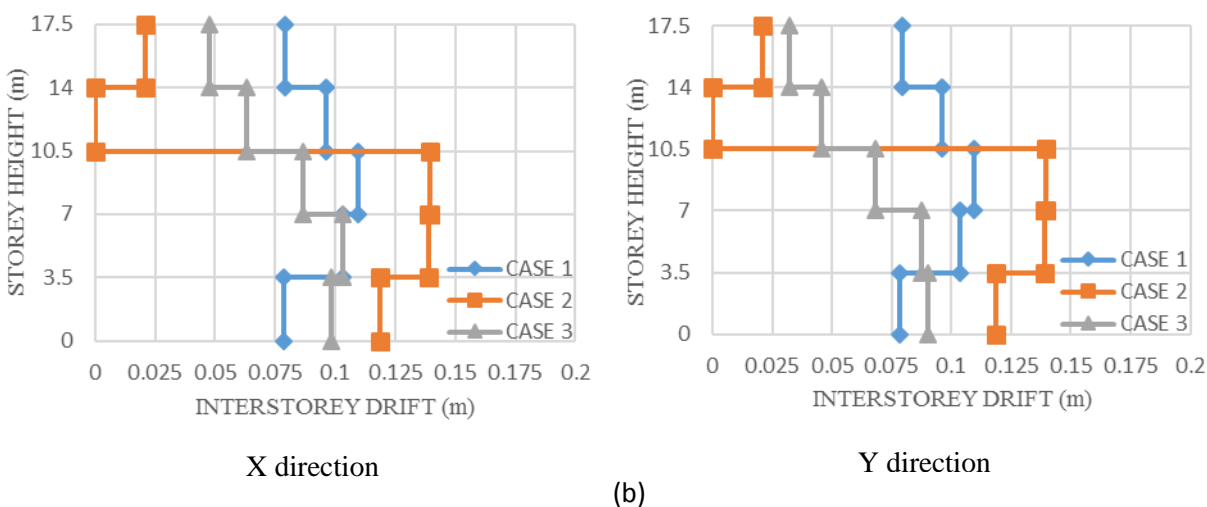 STOREY HEIGHT (m)
17.5
14
10.5
7
3.5
0
0 0.025 0.05 0.075 0.1 0.125 0.15 0.175 0.2
INTERSTOREY DRIFT (m)
CASE 1
CASE 2
CASE 3
X direction
STOREY HEIGHT (m)
17.5
14
10.5
7
3.5
0
0 0.025 0.05 0.075 0.1 0.125 0.15 0.175 0.2
INTERSTOREY DRIFT (m)
CASE 1
CASE 2
CASE 3
Y direction
(b)